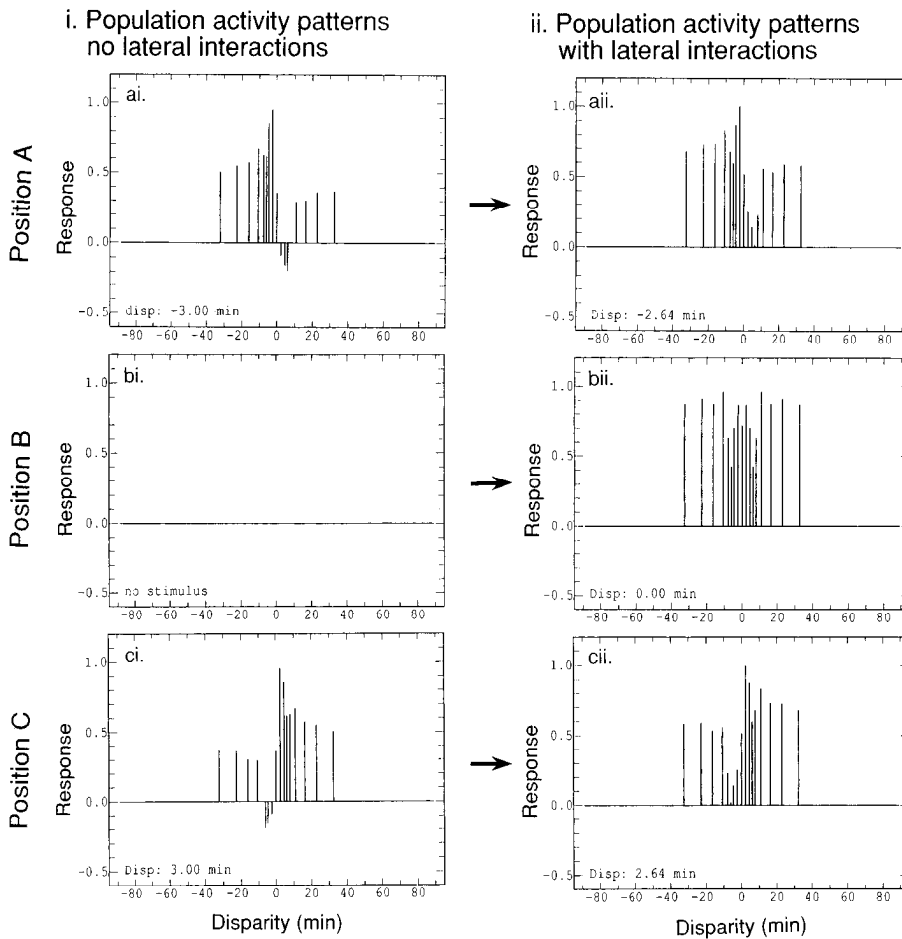 i. Population activity patterns
no lateral interactions
ii. Population activity patterns
with lateral interactions
Position A
Response
ai.
1.0
0.5
0.0
-0.5
disp: -3.00 min
-80 -60 -40 -20 0 20 40 60 80
Response
aii.
1.0
0.5
0.0
-0.5
Disp: -2.64 min
-80 -60 -40 -20 0 20 40 60 80
Position B
Response
bi.
1.0
0.5
0.0
-0.5
no stimulus
-80 -60 -40 -20 0 20 40 60 80
Response
bii.
1.0
0.5
0.0
-0.5
Disp: 0.00 min
-80 -60 -40 -20 0 20 40 60 80
Position C
Response
ci.
1.0
0.5
0.0
-0.5
Disp: 3.00 min
-80 -60 -40 -20 0 20 40 60 80
Disparity (min)
Response
cii.
1.0
0.5
0.0
-0.5
Disp: 2.64 min
-80 -60 -40 -20 0 20 40 60 80
Disparity (min)